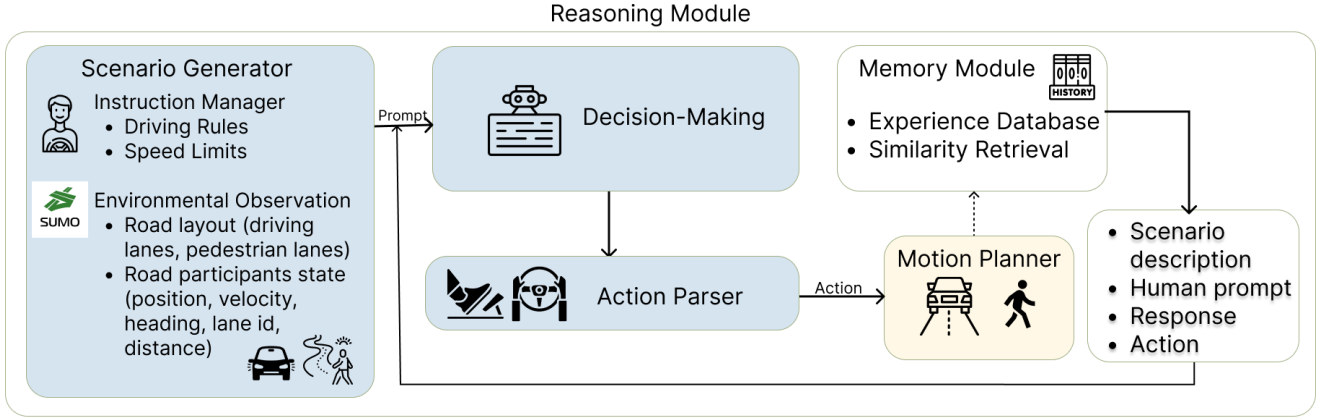 Reasoning Module
Scenario Generator
Instruction Manager
• Driving Rules
• Speed Limits
SUMO
Environmental Observation
• Road layout (driving
lanes, pedestrian lanes)
• Road participants state
(position, velocity,
heading, lane id,
distance)
Prompt
Decision-Making
Action Parser
Action
Memory Module
HISTORY
• Experience Database
• Similarity Retrieval
Motion Planner
• Scenario
description
• Human prompt
• Response
• Action